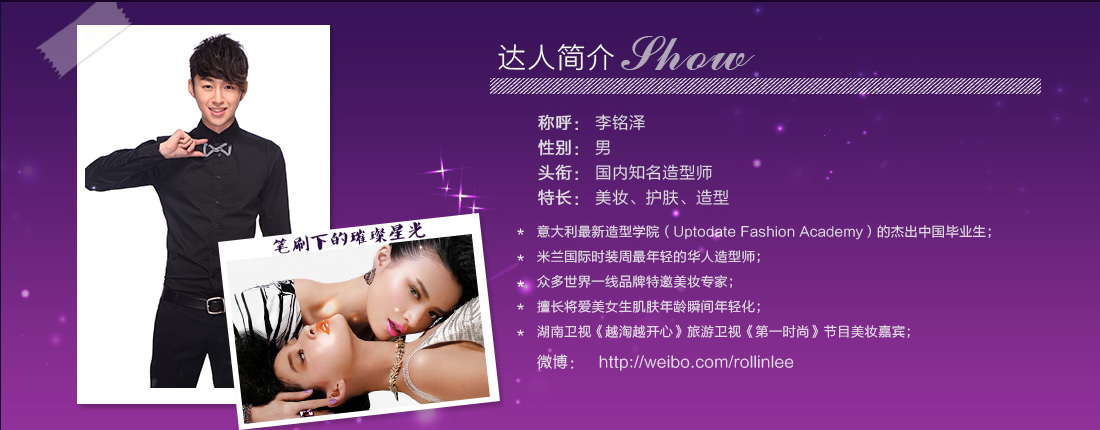 达人简介 Show
称呼： 李铭泽
性别： 男
头衔： 国内知名造型师
特长： 美妆、护肤、造型
* 意大利最新造型学院（Uptodate Fashion Academy）的杰出中国毕业生；
* 米兰国际时装周最年轻的华人造型师；
* 众多世界一线品牌特邀美妆专家；
* 擅长将爱美女生肌肤年龄瞬间年轻化；
* 湖南卫视《越淘越开心》旅游卫视《第一时尚》节目美妆嘉宾；
微博： http://weibo.com/rollinlee
笔刷下的璀璨星光